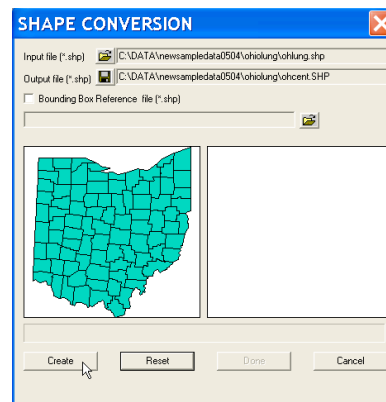 SHAPE CONVERSION
Input file (*.shp) C:\DATA\newsampledata0504\ohiolung\ohlung.shp
Output file (*.shp) C:\DATA\newsampledata0504\ohiolung\ohcent.SHP
Bounding Box Reference file (*.shp)
Create Reset Done Cancel